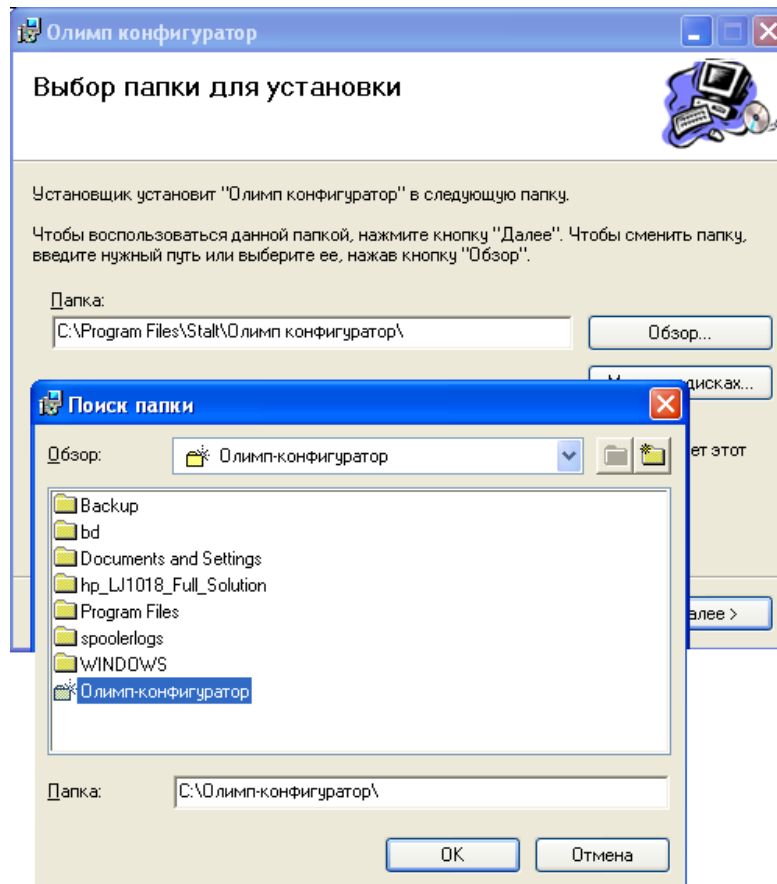 Олимп конфигуратор
Выбор папки для установки
Установщик установит "Олимп конфигуратор" в следующую папку.
Чтобы воспользоваться данной папкой, нажмите кнопку "Далее". Чтобы сменить папку,
введите нужный путь или выберите ее, нажав кнопку "Обзор".
Папка:
C:\Program Files\Stalt\Олимп конфигуратор\
Обзор...
дисках...
ет этот
алее >
Поиск папки
Обзор:
Олимп-конфигуратор
Backup
bd
Documents and Settings
hp_LJ1018_Full_Solution
Program Files
spoolerlogs
WINDOWS
Олимп-конфигуратор
Папка:
C:\Олимп-конфигуратор\
OK
Отмена